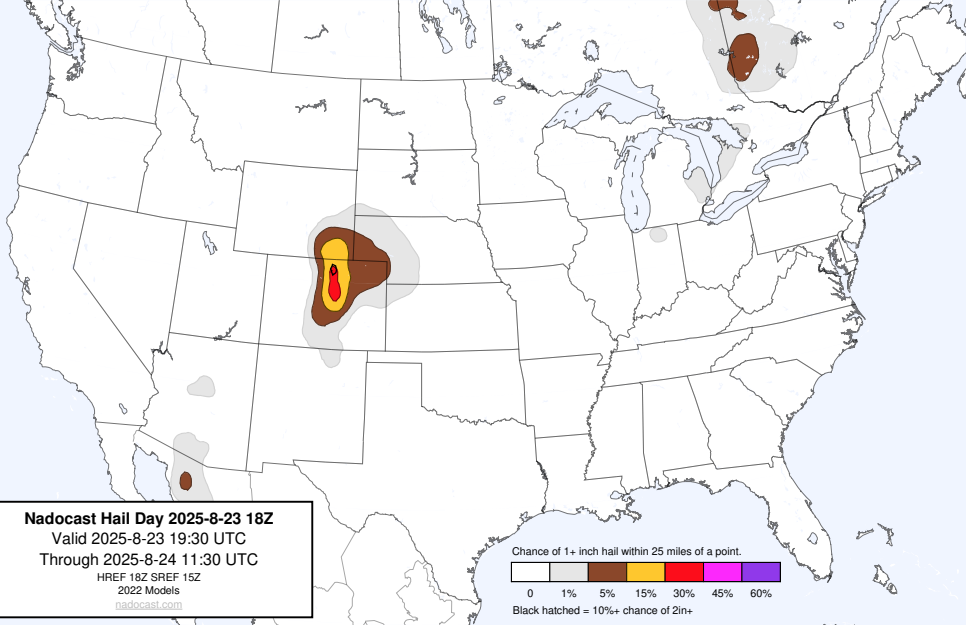 Nadocast Hail Day 2025-8-23 18Z
Valid 2025-8-23 19:30 UTC
Through 2025-8-24 11:30 UTC
HREF 18Z SREF 15Z
2022 Models
nadocast.com
Chance of 1+ inch hail within 25 miles of a point.
0 1% 5% 15% 30% 45% 60%
Black hatched = 10%+ chance of 2in+